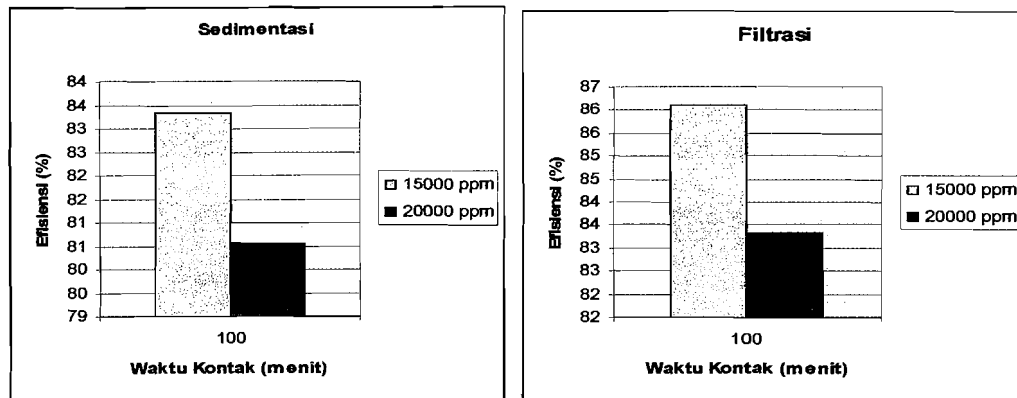 Sedimentasi
84
84
83
83
82
82
81
81
80
80
79
Efisiensi (%)
100
Waktu Kontak (menit)
15000 ppm
20000 ppm
Filtrasi
87
86
86
85
85
84
84
83
83
82
82
Efisiensi (%)
100
Waktu Kontak (menit)
15000 ppm
20000 ppm